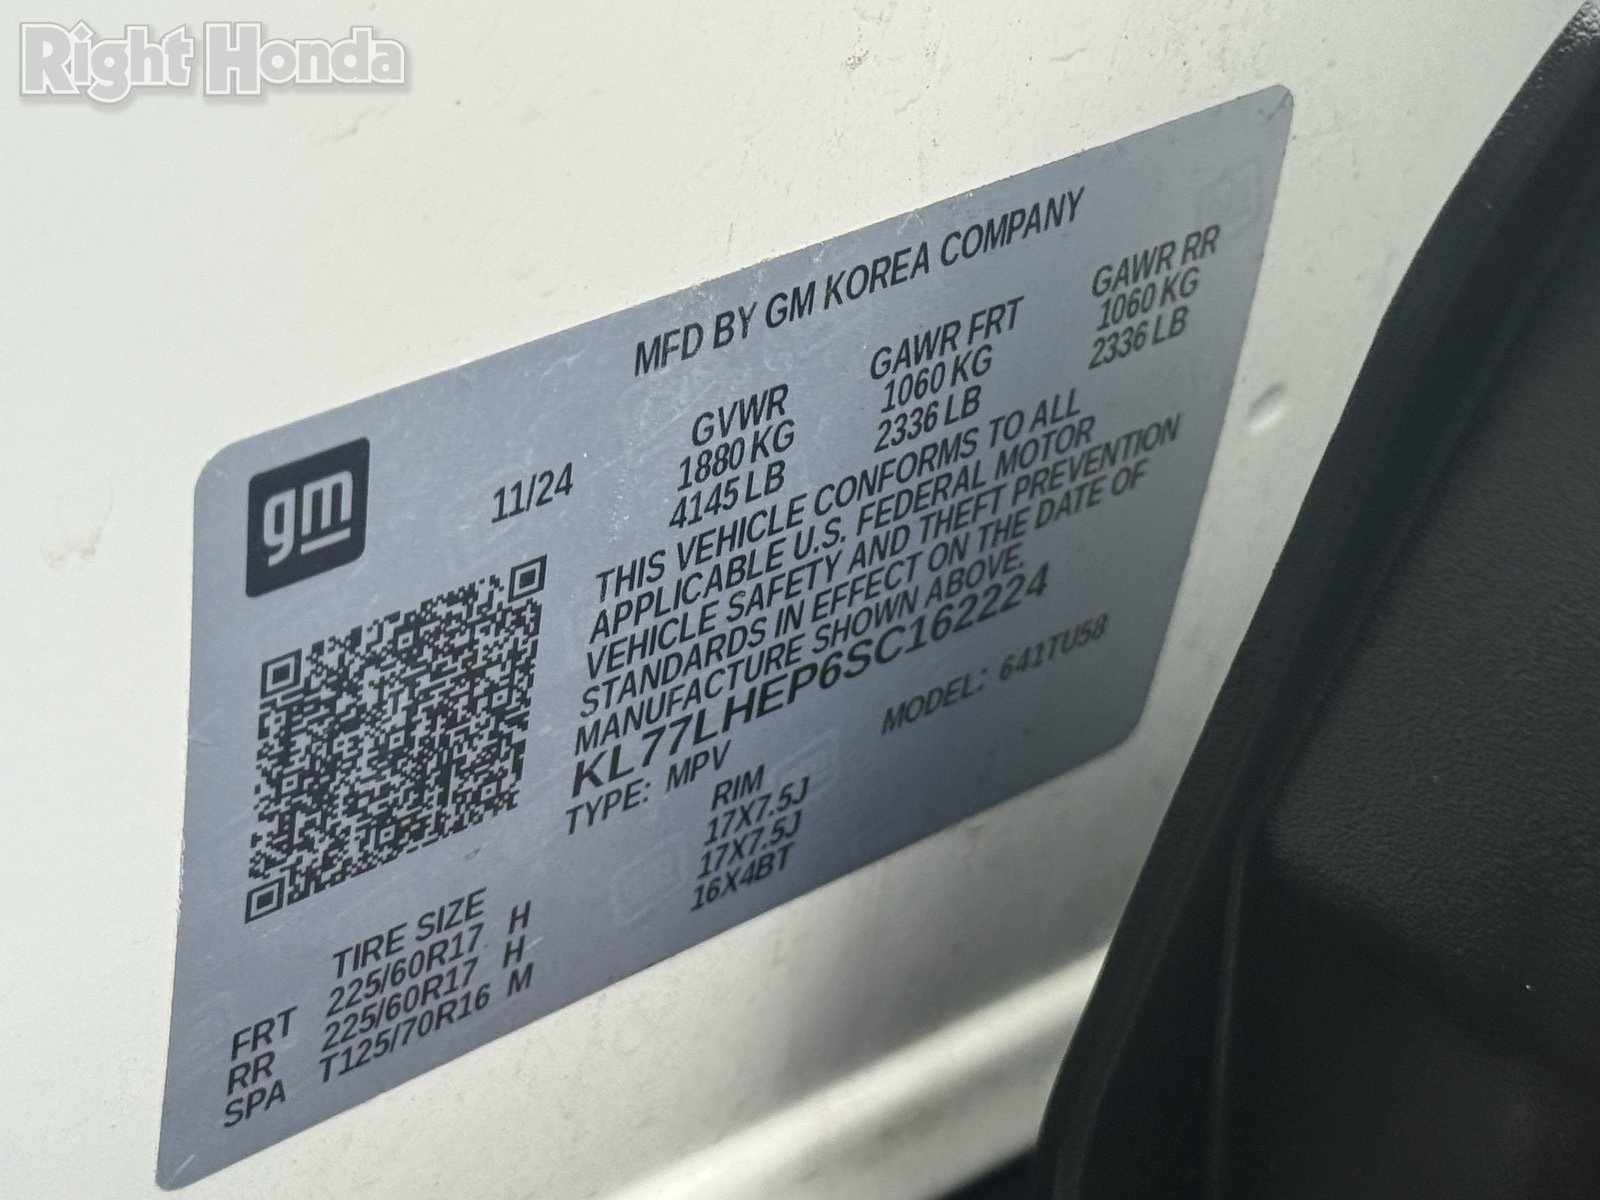 Right Honda
MFD BY GM KOREA COMPANY
gm
11/24
GVWR GAWR FRT GAWR RR
1880 KG 1060 KG 1060 KG
4145 LB 2336 LB 2336 LB
THIS VEHICLE CONFORMS TO ALL
APPLICABLE U.S. FEDERAL MOTOR
VEHICLE SAFETY AND THEFT PREVENTION
STANDARDS IN EFFECT ON THE DATE OF
MANUFACTURE SHOWN ABOVE.
KL77LHEP6SC162224
TYPE: MPV MODEL: 641TU58
TIRE SIZE RIM
FRT 225/60R17 H 17X7.5J
RR 225/60R17 H 17X7.5J
SPA T125/70R16 M 16X4BT